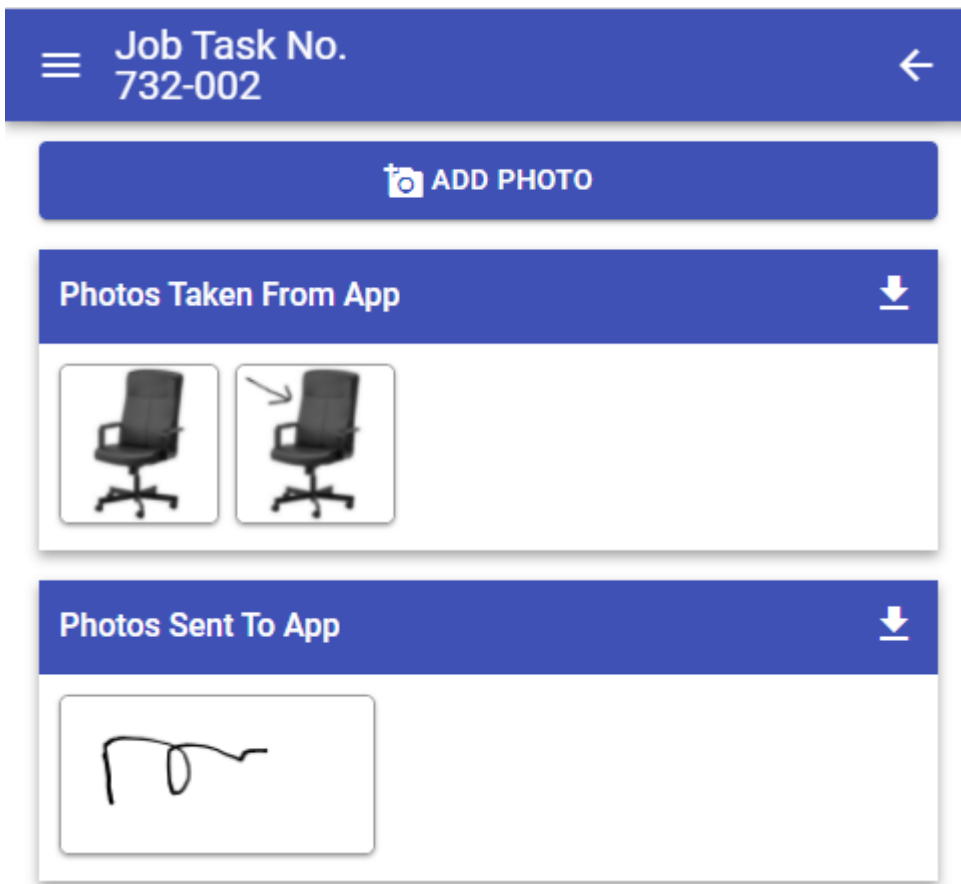 Job Task No.
732-002
ADD PHOTO
Photos Taken From App
Photos Sent To App